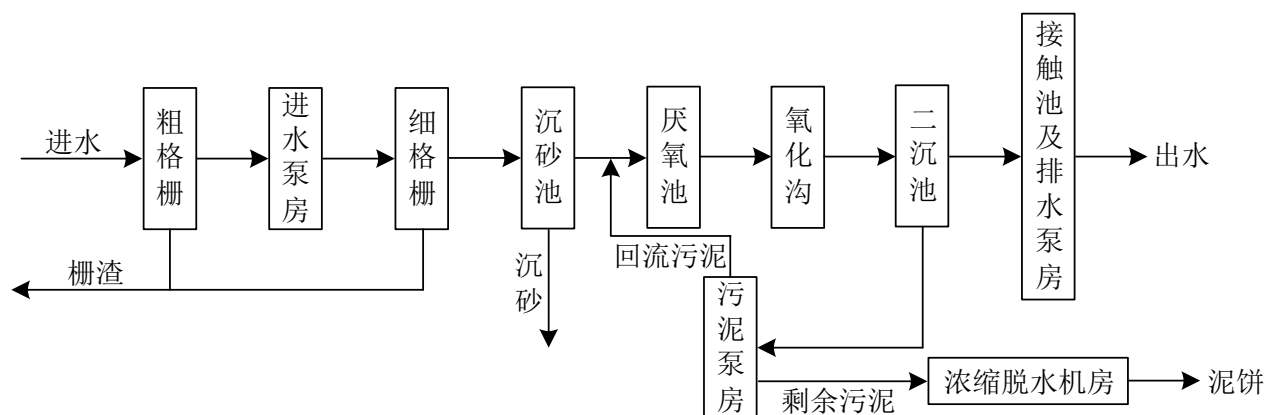 进水
粗格栅
进水泵房
细格栅
沉砂池
厌氧池
氧化沟
二沉池
接触池及排水泵房
出水
栅渣
沉砂
回流污泥
污泥泵房
剩余污泥
浓缩脱水机房
泥饼